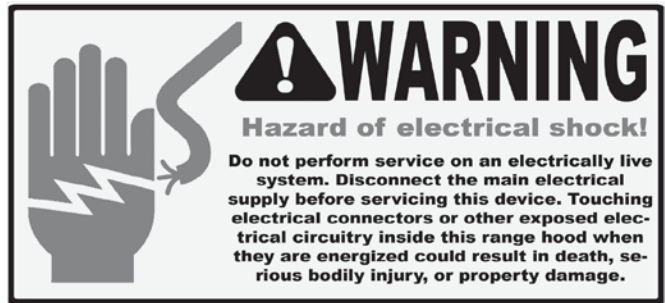 WARNING
Hazard of electrical shock!
Do not perform service on an electrically live
system. Disconnect the main electrical
supply before servicing this device. Touching
electrical connectors or other exposed elec-
trical circuitry inside this range hood when
they are energized could result in death, se-
rious bodily injury, or property damage.